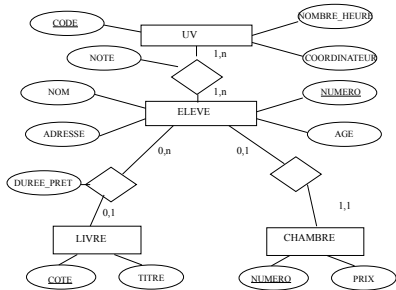 CODE
UV
NOMBRE_HEURE
NOTE
1,n
COORDINATEUR
NOM
1,n
NUMERO
ELEVE
ADRESSE
AGE
0,n
0,1
DUREE_PRET
0,1
1,1
LIVRE
CHAMBRE
COTE
TITRE
NUMERO
PRIX